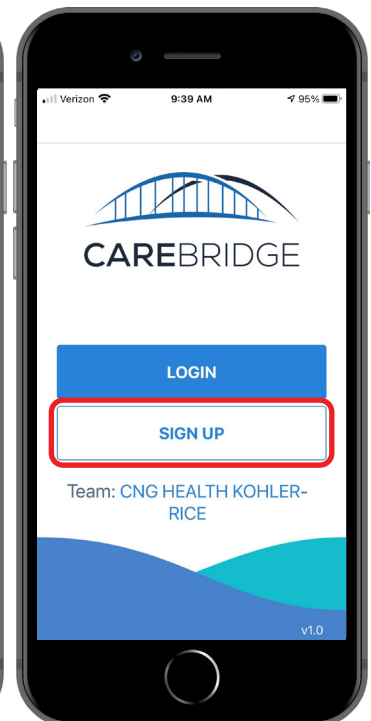 Verizon 9:39 AM 95%
CAREBRIDGE
LOGIN
SIGN UP
Team: CNG HEALTH KOHLER-
RICE
v1.0